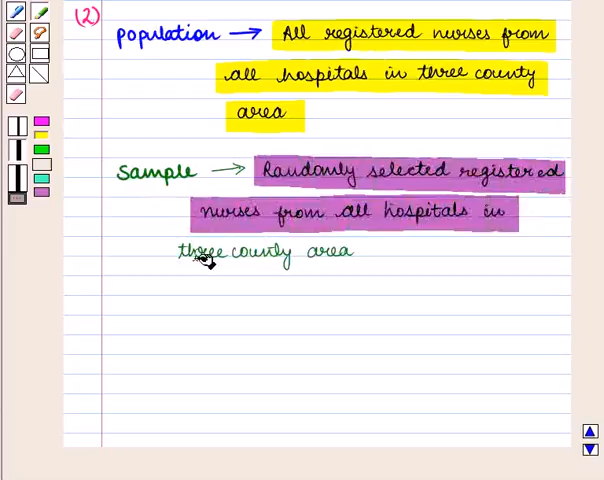 (2)
population → All registered nurses from
all hospitals in three county
area
Sample → Randomly selected registered
nurses from all hospitals in
three county area